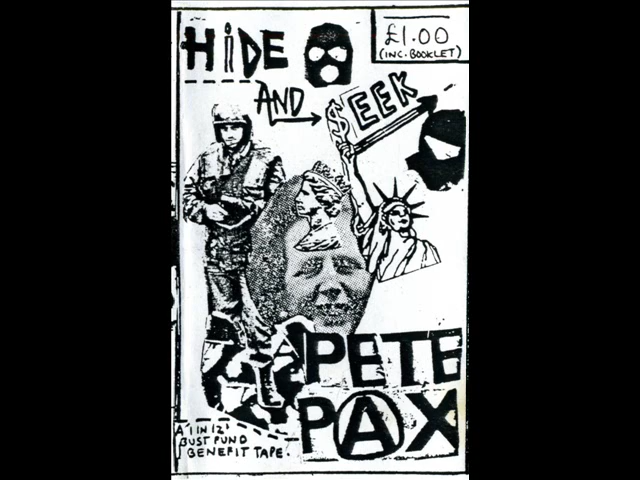 HiDE
£1.00
(INC. BOOKLET)
AND $EEK
PETE
PAX
A '1 IN 12'
BUST FUND
BENEFIT TAPE.